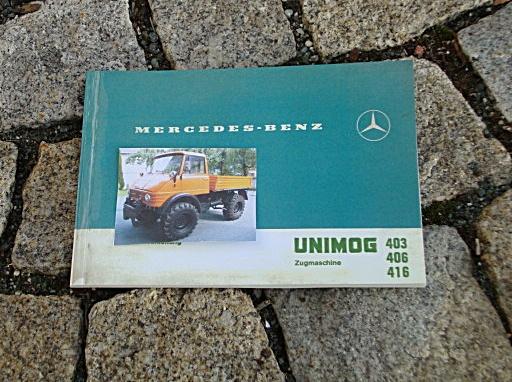 MERCEDES-BENZ
UNIMOG 403
406
416
Zugmaschine